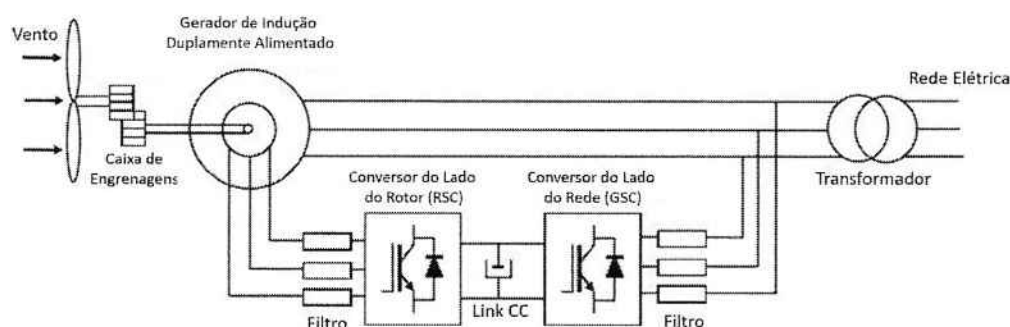 Gerador de Indução
Duplamente Alimentado
Vento
Rede Elétrica
Caixa de
Engrenagens
Transformador
Conversor do Lado
do Rotor (RSC)
Conversor do Lado
do Rede (GSC)
Link CC
Filtro
Filtro